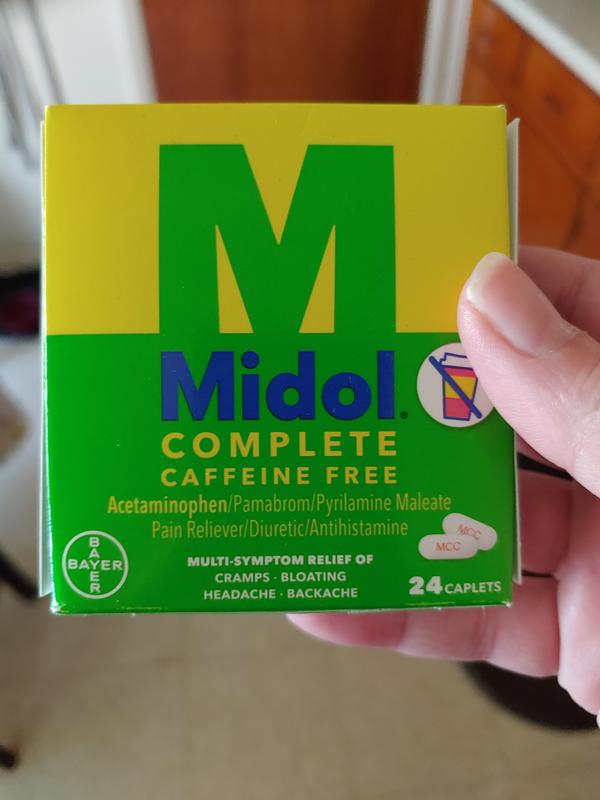 M
Midol®
COMPLETE
CAFFEINE FREE
Acetaminophen/Pamabrom/Pyrilamine Maleate
Pain Reliever/Diuretic/Antihistamine
MCC
MCC
BAYER
BAYER
MULTI-SYMPTOM RELIEF OF
CRAMPS · BLOATING
HEADACHE · BACKACHE
24 CAPLETS